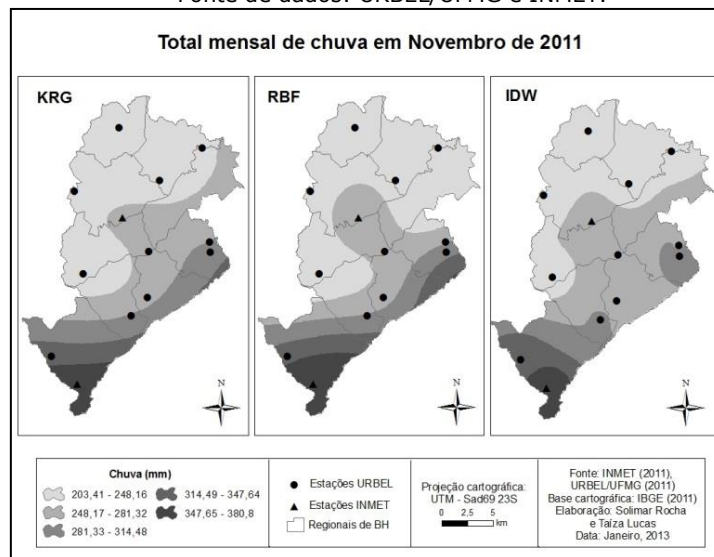 Fonte de dados: URBEL/UFMG e INMET.
Total mensal de chuva em Novembro de 2011
KRG
RBF
IDW
N
N
N
Chuva (mm)
203,41 - 248,16
248,17 - 281,32
281,33 - 314,48
314,49 - 347,64
347,65 - 380,8
Estações URBEL
Estações INMET
Regionais de BH
Projeção cartográfica:
UTM - Sad69 23S
0 2,5 5
km
Fonte: INMET (2011),
URBEL/UFMG (2011)
Base cartográfica: IBGE (2011)
Elaboração: Solimar Rocha
e Taíza Lucas
Data: Janeiro, 2013